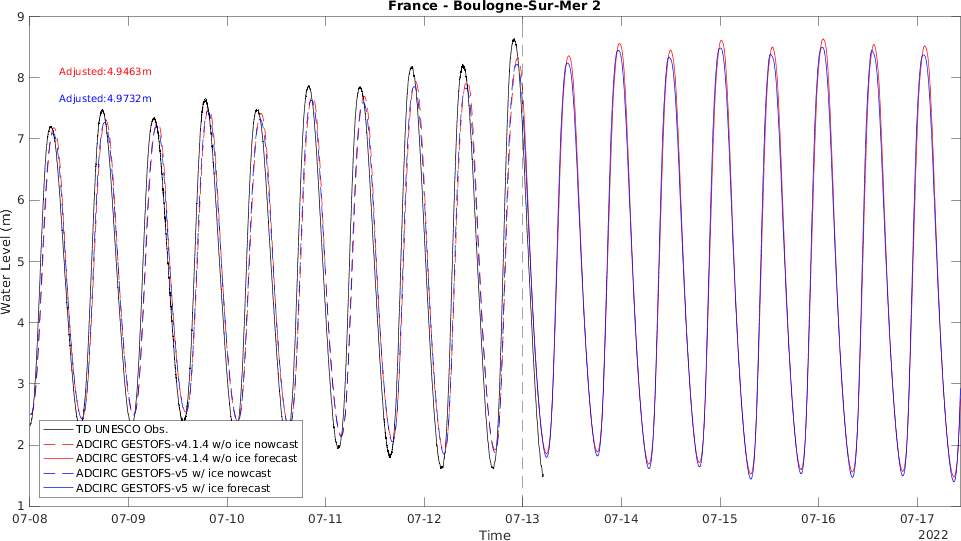 France - Boulogne-Sur-Mer 2
9
8
7
6
5
4
3
2
1
Water Level (m)
Adjusted:4.9463m
Adjusted:4.9732m
TD UNESCO Obs.
ADCIRC GESTOFS-v4.1.4 w/o ice nowcast
ADCIRC GESTOFS-v4.1.4 w/o ice forecast
ADCIRC GESTOFS-v5 w/ ice nowcast
ADCIRC GESTOFS-v5 w/ ice forecast
07-08 07-09 07-10 07-11 07-12 07-13 07-14 07-15 07-16 07-17
Time
2022